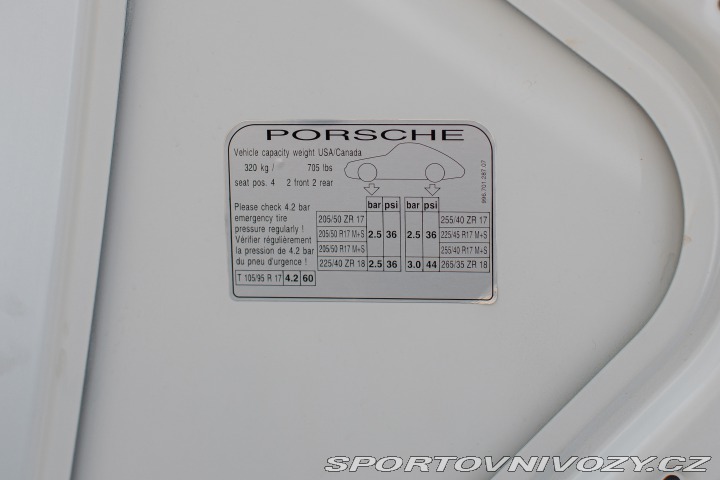 PORSCHE
Vehicle capacity weight USA/Canada
320 kg / 705 lbs
seat pos. 4 2 front 2 rear
996.701.287.07
bar psi bar psi
Please check 4.2 bar
emergency tire
pressure regularly !
Vérifier régulièrement
la pression de 4.2 bar
du pneu d'urgence !
205/50 ZR 17 255/40 ZR 17
205/50 R17 M+S 2.5 36 2.5 36 225/45 R17 M+S
205/50 R17 M+S 255/40 R17 M+S
225/40 ZR 18 2.5 36 3.0 44 265/35 ZR 18
T 105/95 R 17 4.2 60
SPORTOVNIVOZY.CZ